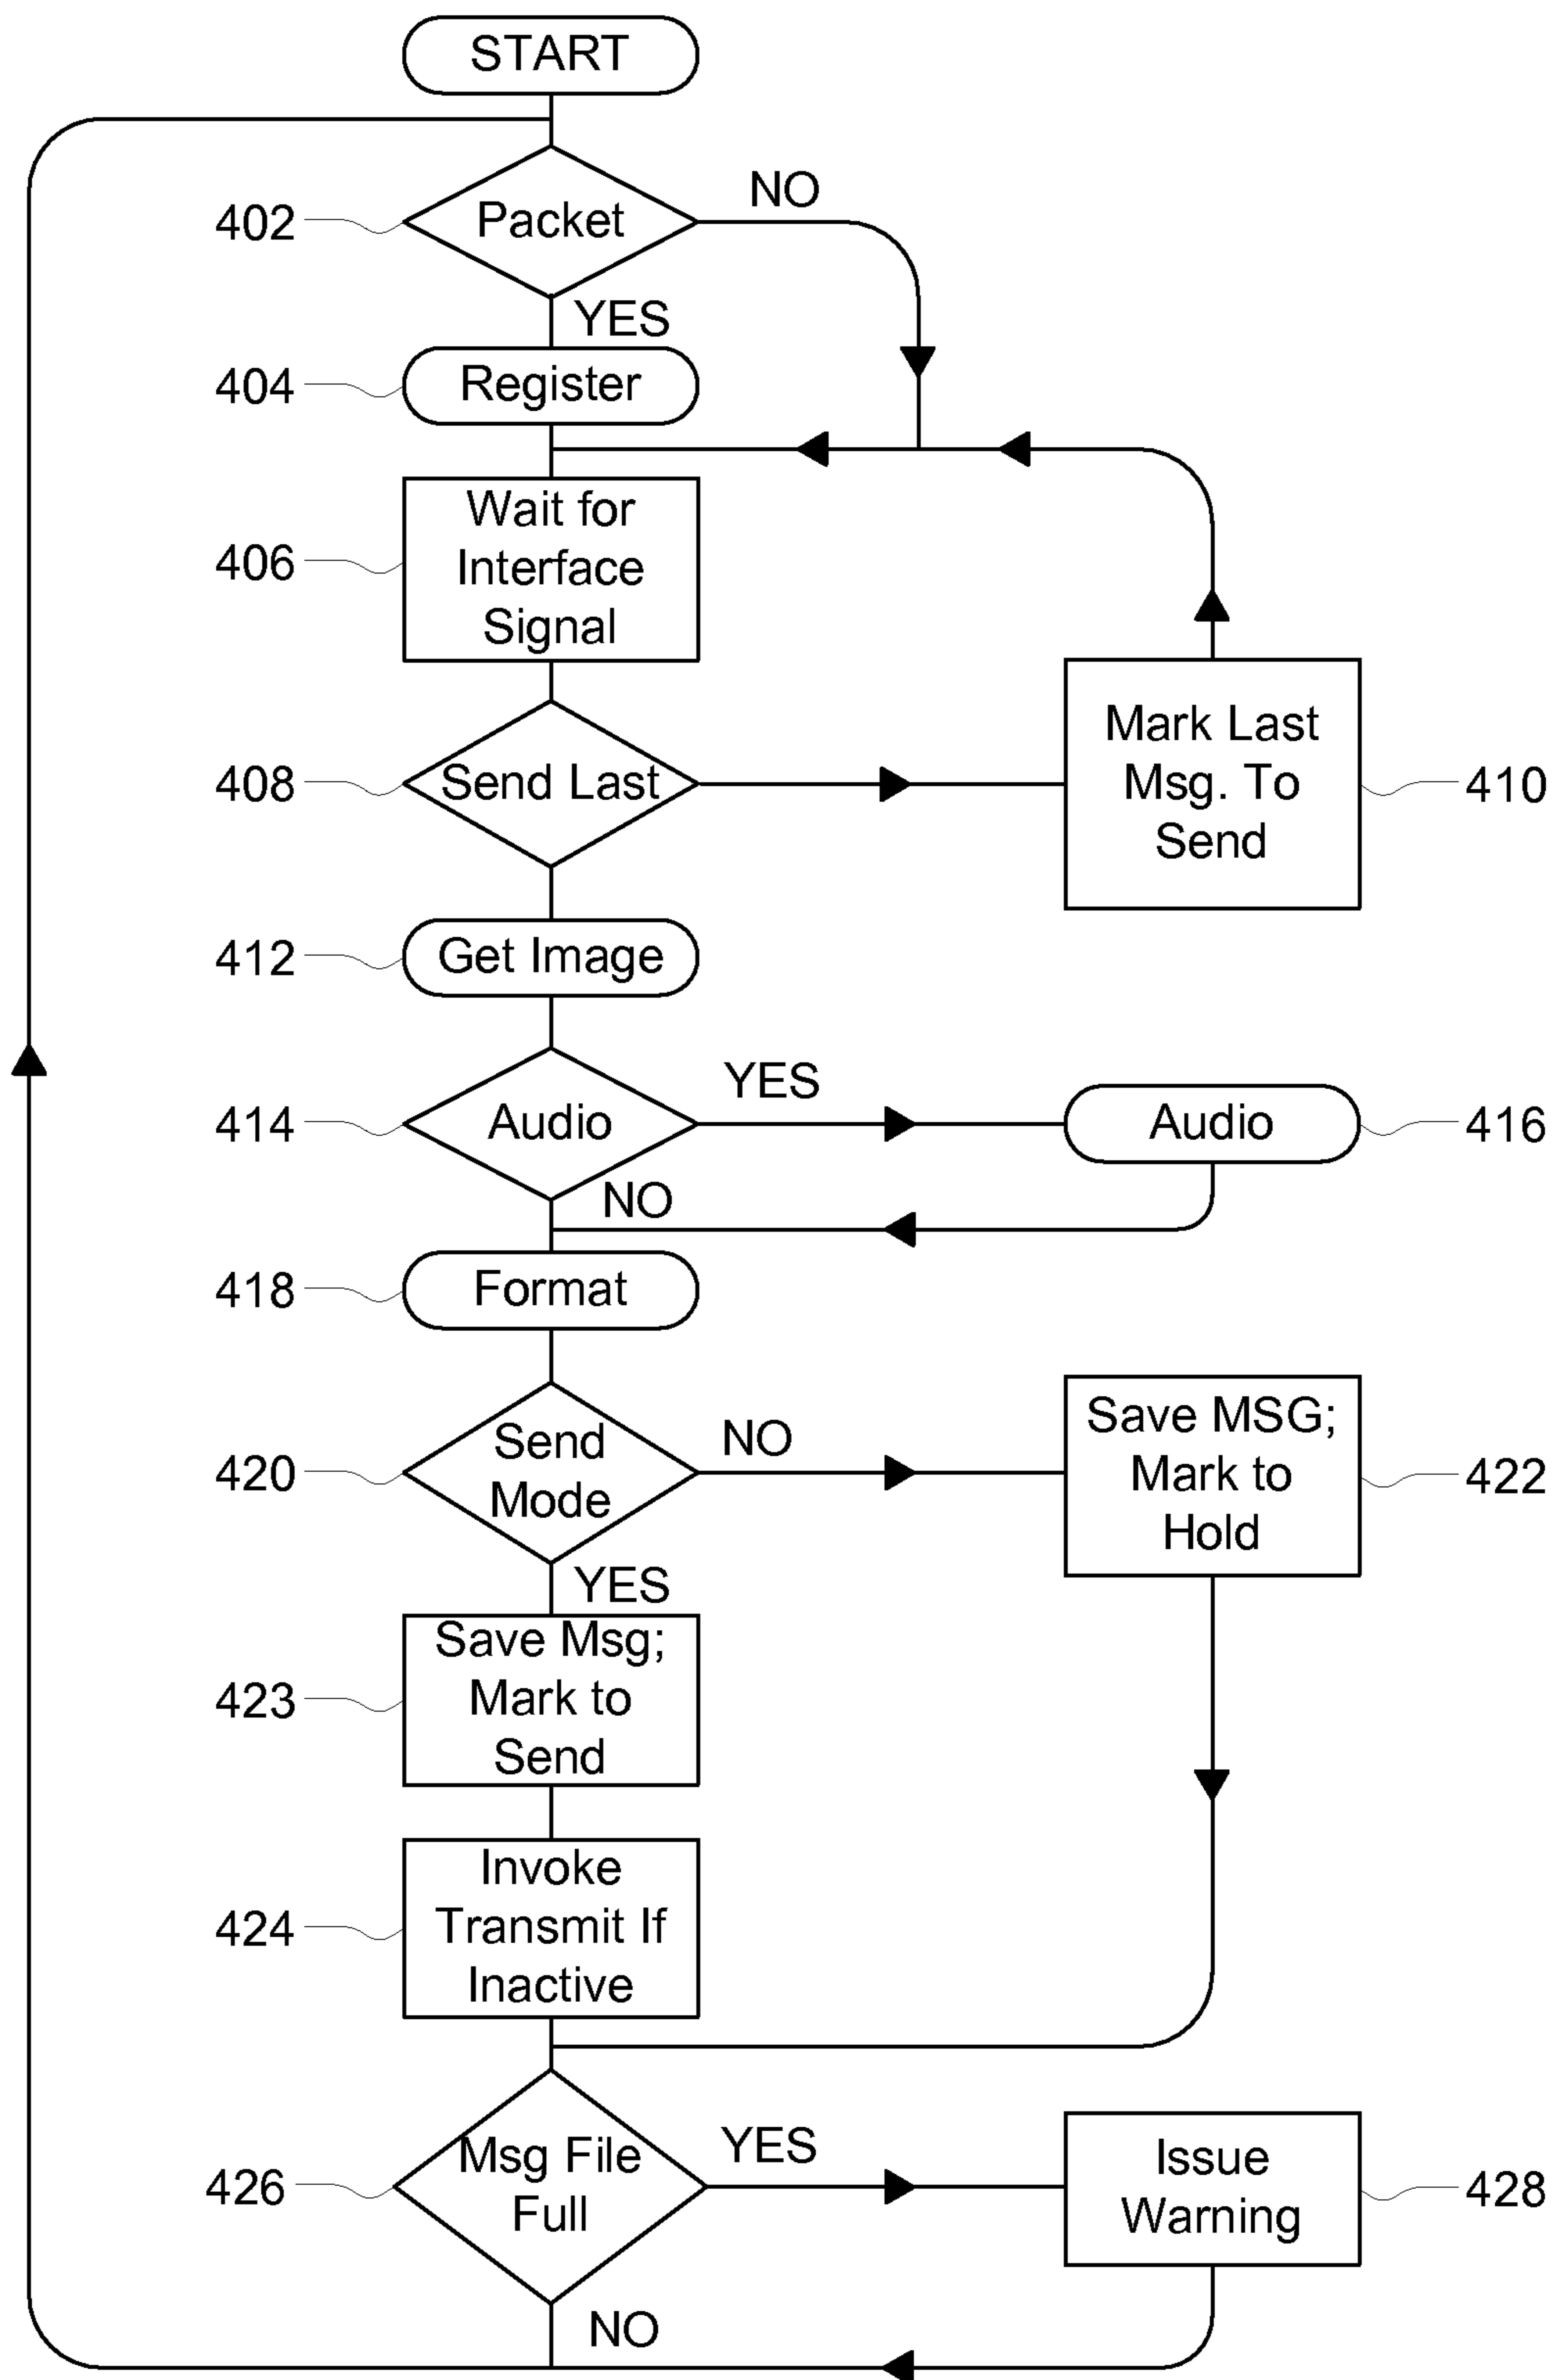 START
NO
402
Packet
YES
404
Register
406
Wait for
Interface
Signal
408
Send Last
Mark Last
Msg. To
Send
410
412
Get Image
YES
414
Audio
Audio
416
NO
418
Format
420
Send
Mode
NO
Save MSG;
Mark to
Hold
422
YES
423
Save Msg;
Mark to
Send
424
Invoke
Transmit If
Inactive
426
Msg File
Full
YES
Issue
Warning
428
NO